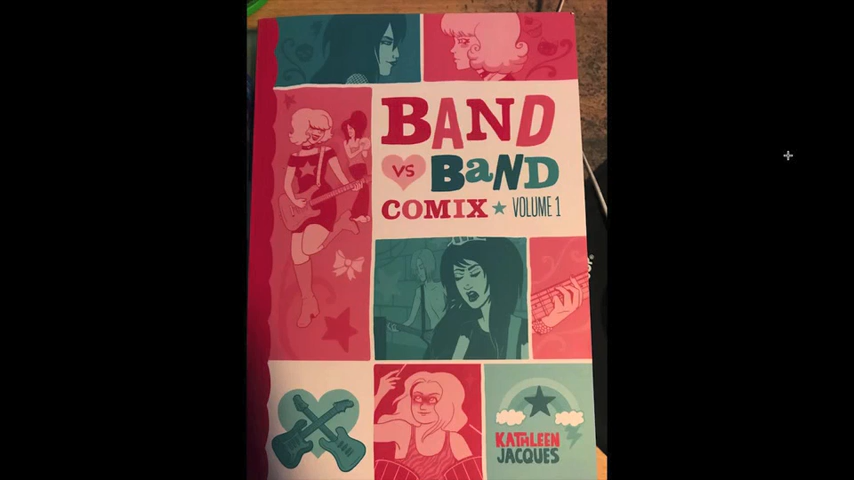 BAND
VS BAND
COMIX ★ VOLUME 1
KATHLEEN
JACQUES